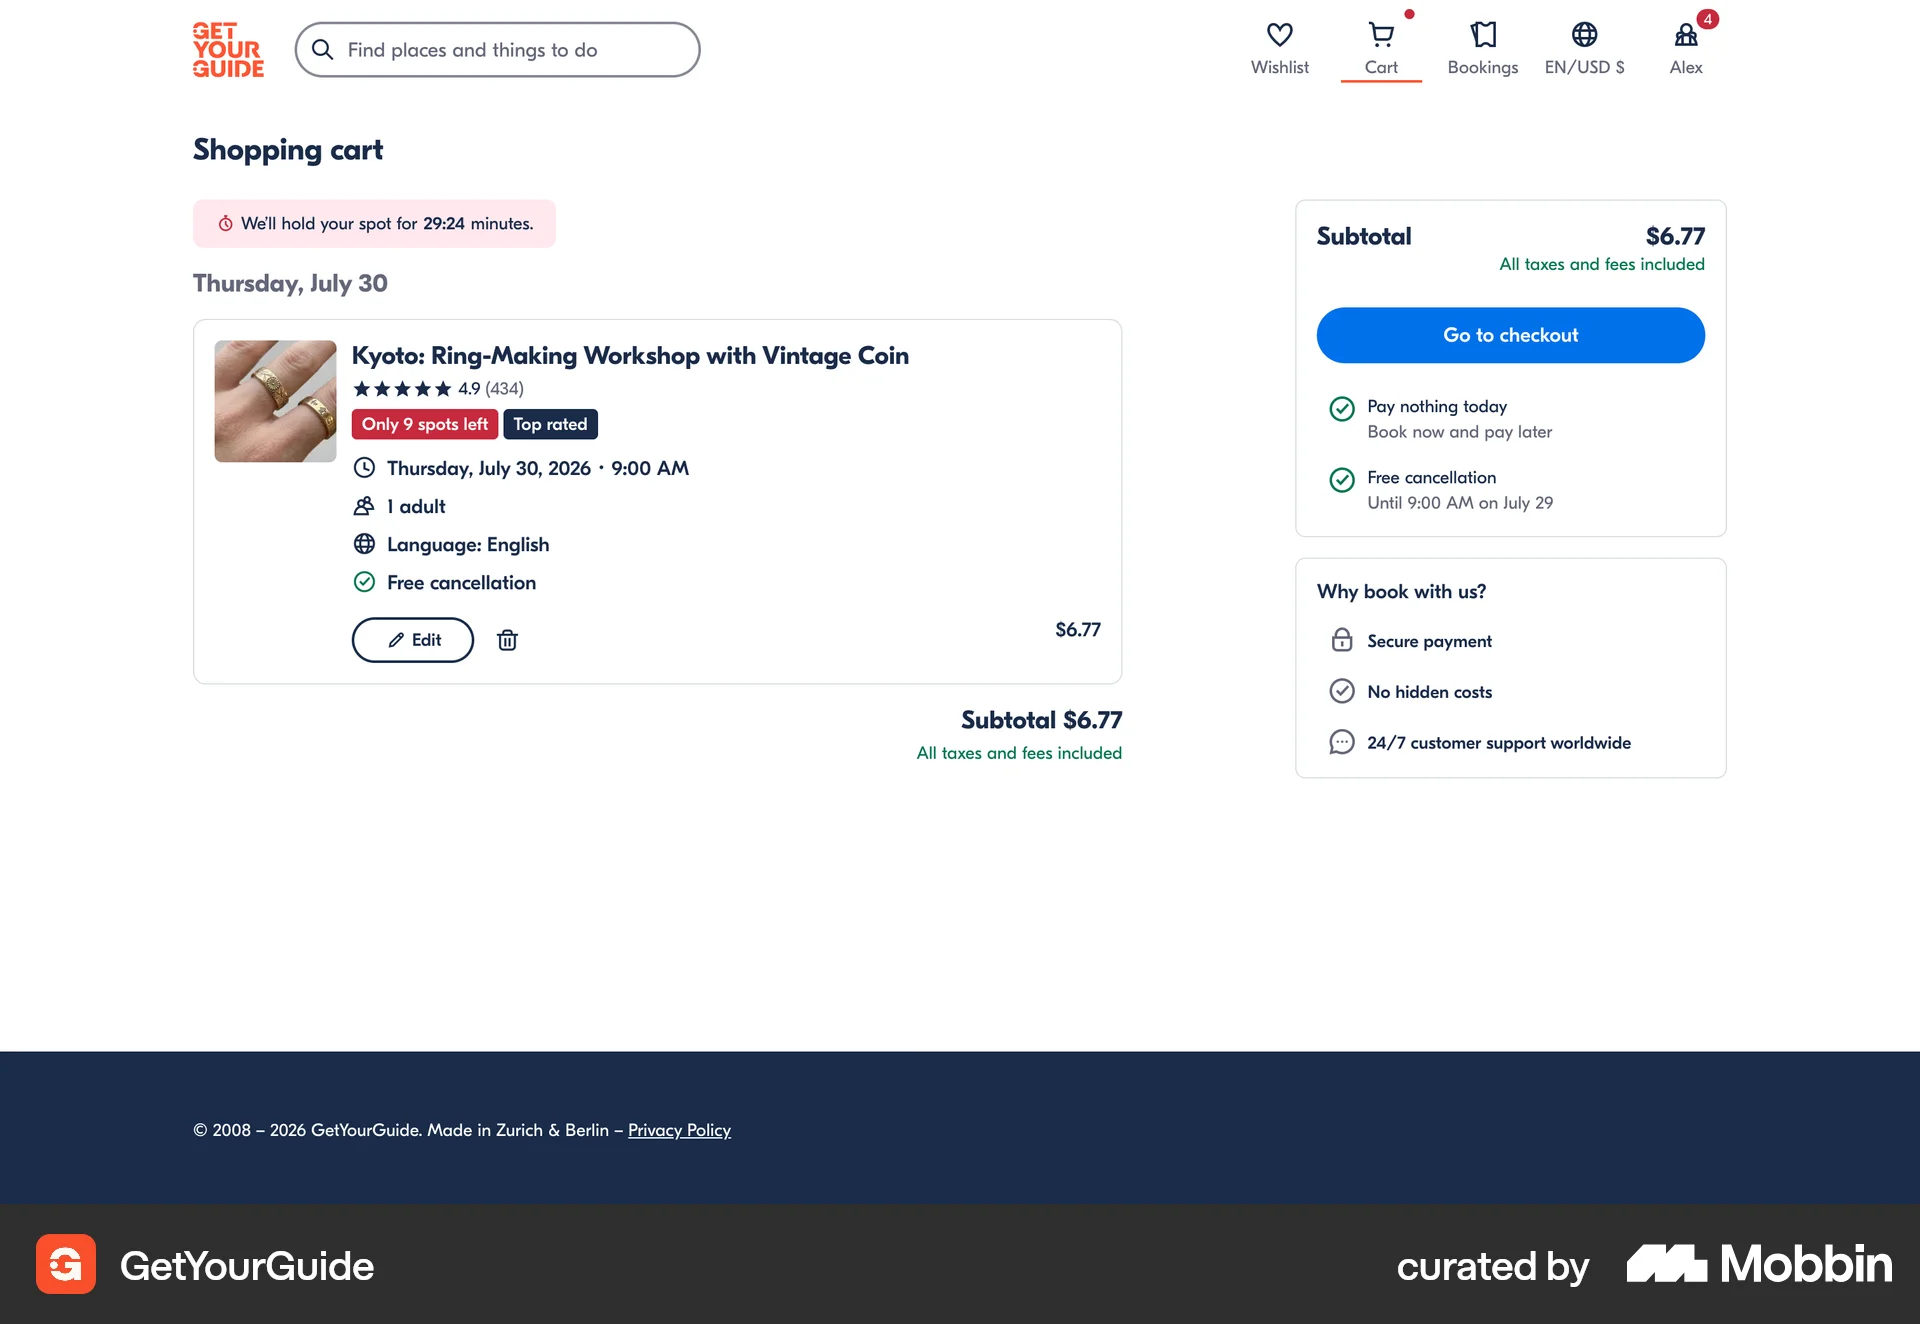 GET
YOUR
GUIDE
Find places and things to do
Wishlist
Cart
Bookings
EN/USD $
4
Alex
Shopping cart
We'll hold your spot for 29:24 minutes.
Thursday, July 30
Kyoto: Ring-Making Workshop with Vintage Coin
4.9 (434)
Only 9 spots left
Top rated
Thursday, July 30, 2026 • 9:00 AM
1 adult
Language: English
Free cancellation
Edit
$6.77
Subtotal $6.77
All taxes and fees included
Subtotal $6.77
All taxes and fees included
Go to checkout
Pay nothing today
Book now and pay later
Free cancellation
Until 9:00 AM on July 29
Why book with us?
Secure payment
No hidden costs
24/7 customer support worldwide
© 2008 – 2026 GetYourGuide. Made in Zurich & Berlin – Privacy Policy
G GetYourGuide
curated by Mobbin